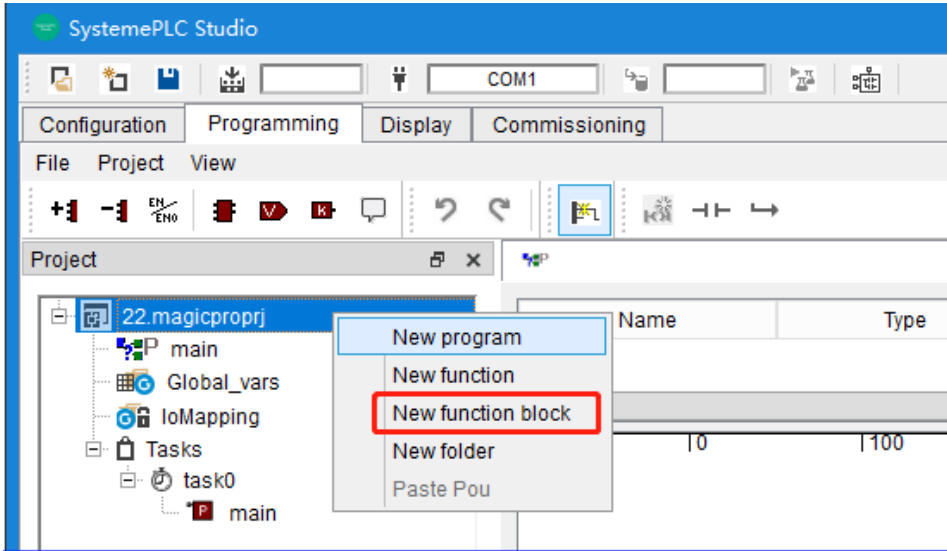 SystemePLC Studio
COM1
Configuration Programming Display Commissioning
File Project View
EN/ENO V K
Project P
22.magicproprj
P main
G Global_vars
G IoMapping
Tasks
task0
P main
New program
New function
New function block
New folder
Paste Pou
Name Type
0 100